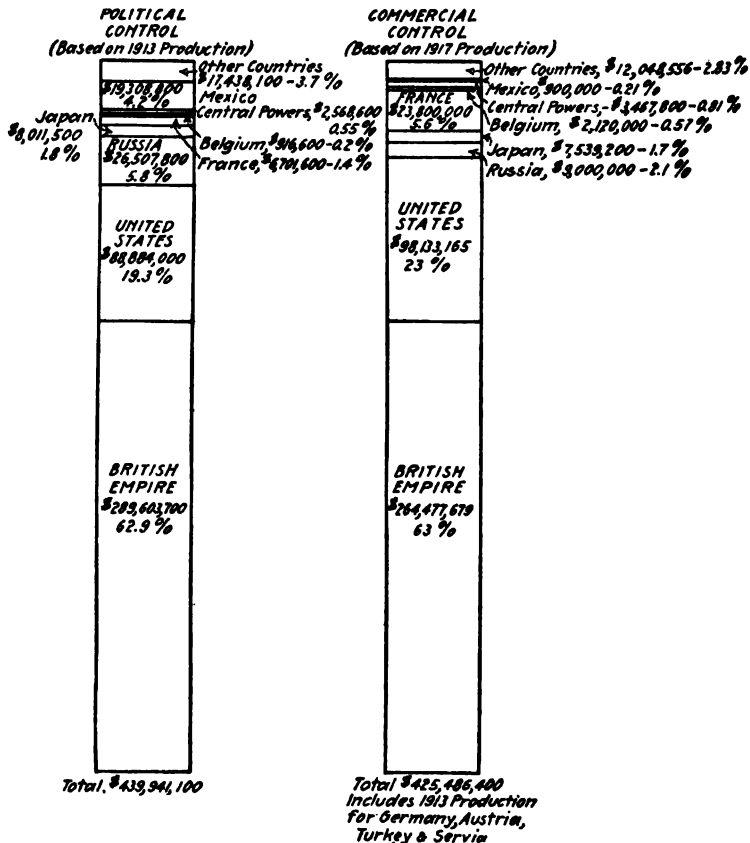 POLITICAL
CONTROL
(Based on 1913 Production)
Other Countries
$17,438,100-3.7 %
$19,308,800
4.2 %
Mexico
Central Powers, $2,568,600
0.55 %
Japan
$8,011,500
1.8 %
Belgium, $916,600-0.2 %
France, $6,701,600-1.4 %
RUSSIA
$26,507,800
5.8 %
UNITED
STATES
$88,884,000
19.3 %
BRITISH
EMPIRE
$289,603,700
62.9 %
Total, $439,941,100
COMMERCIAL
CONTROL
(Based on 1917 Production)
Other Countries, $12,048,556-2.83 %
Mexico, $900,000-0.21 %
Central Powers,-$3,467,800-0.81 %
Belgium, $2,120,000-0.57 %
FRANCE
$23,800,000
5.6 %
Japan, $7,539,200-1.7 %
Russia, $9,000,000-2.1 %
UNITED
STATES
$98,133,165
23 %
BRITISH
EMPIRE
$264,477,679
63 %
Total $425,486,400
Includes 1913 Production
for Germany, Austria,
Turkey & Servia